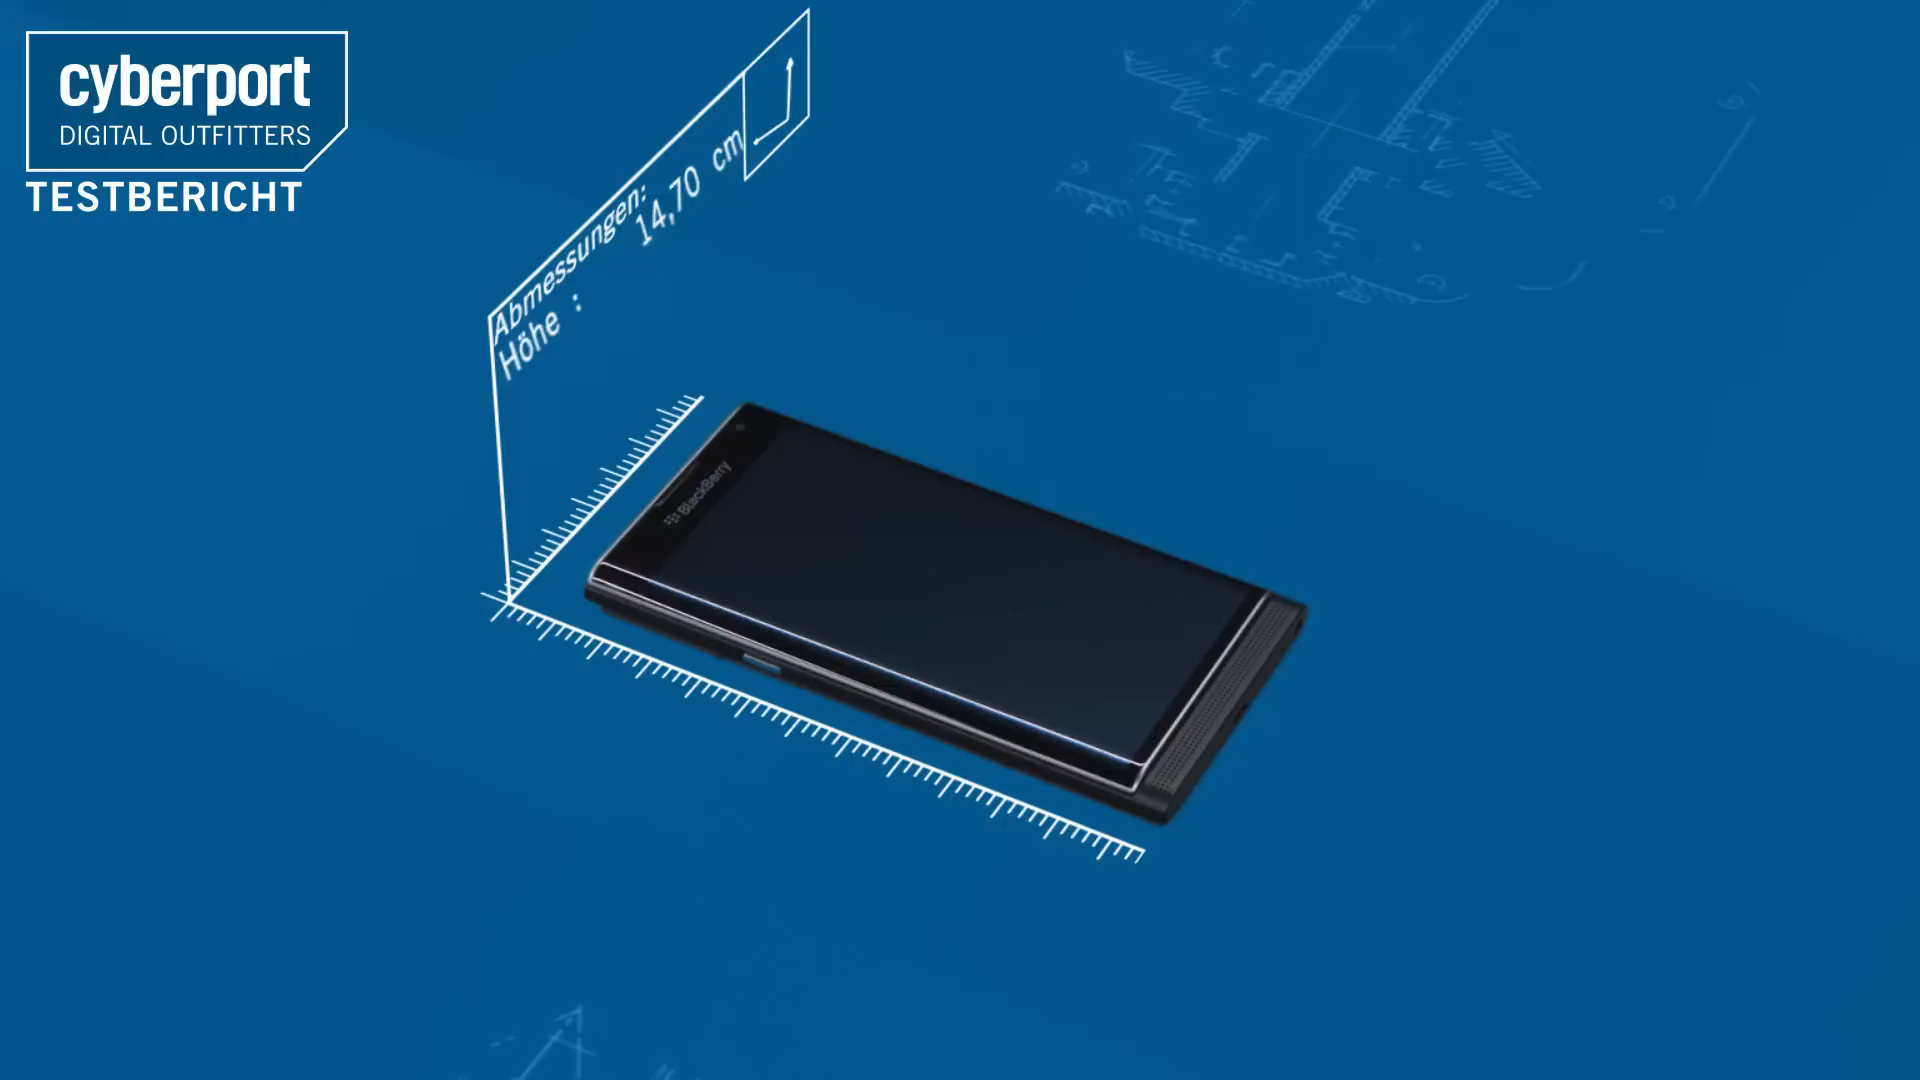 cyberport
DIGITAL OUTFITTERS
TESTBERICHT
Abmessungen:
Höhe : 14,70 cm
BlackBerry